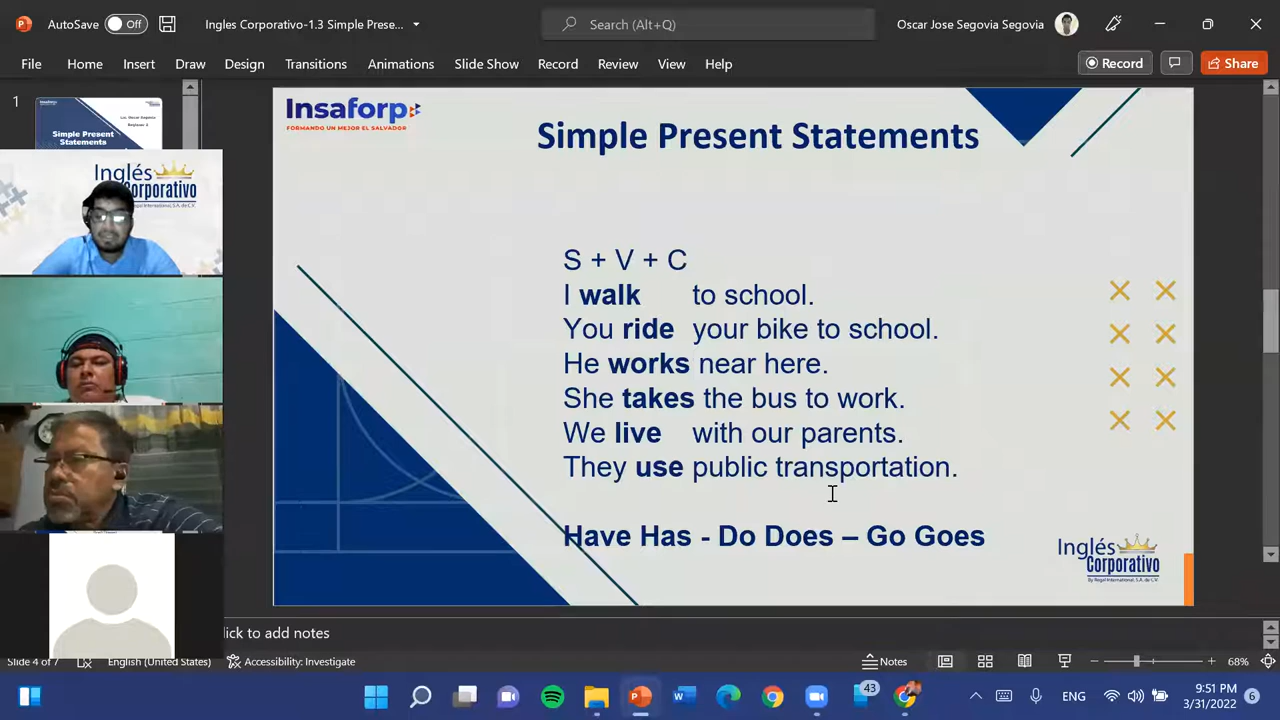 AutoSave Off Ingles Corporativo-1.3 Simple Prese... Search (Alt+Q) Oscar Jose Segovia Segovia
File Home Insert Draw Design Transitions Animations Slide Show Record Review View Help Record Share
1
Simple Present
Statements
Inglés
Corporativo
Insaforp
FORMANDO UN MEJOR EL SALVADOR
Simple Present Statements
S + V + C
I walk to school.
You ride your bike to school.
He works near here.
She takes the bus to work.
We live with our parents.
They use public transportation.
Have Has - Do Does – Go Goes
Inglés
Corporativo
By Regal International, S.A. de C.V.
lick to add notes
Slide 4 of 7 English (United States) Accessibility: Investigate Notes 68%
43 ENG 9:51 PM
3/31/2022 6